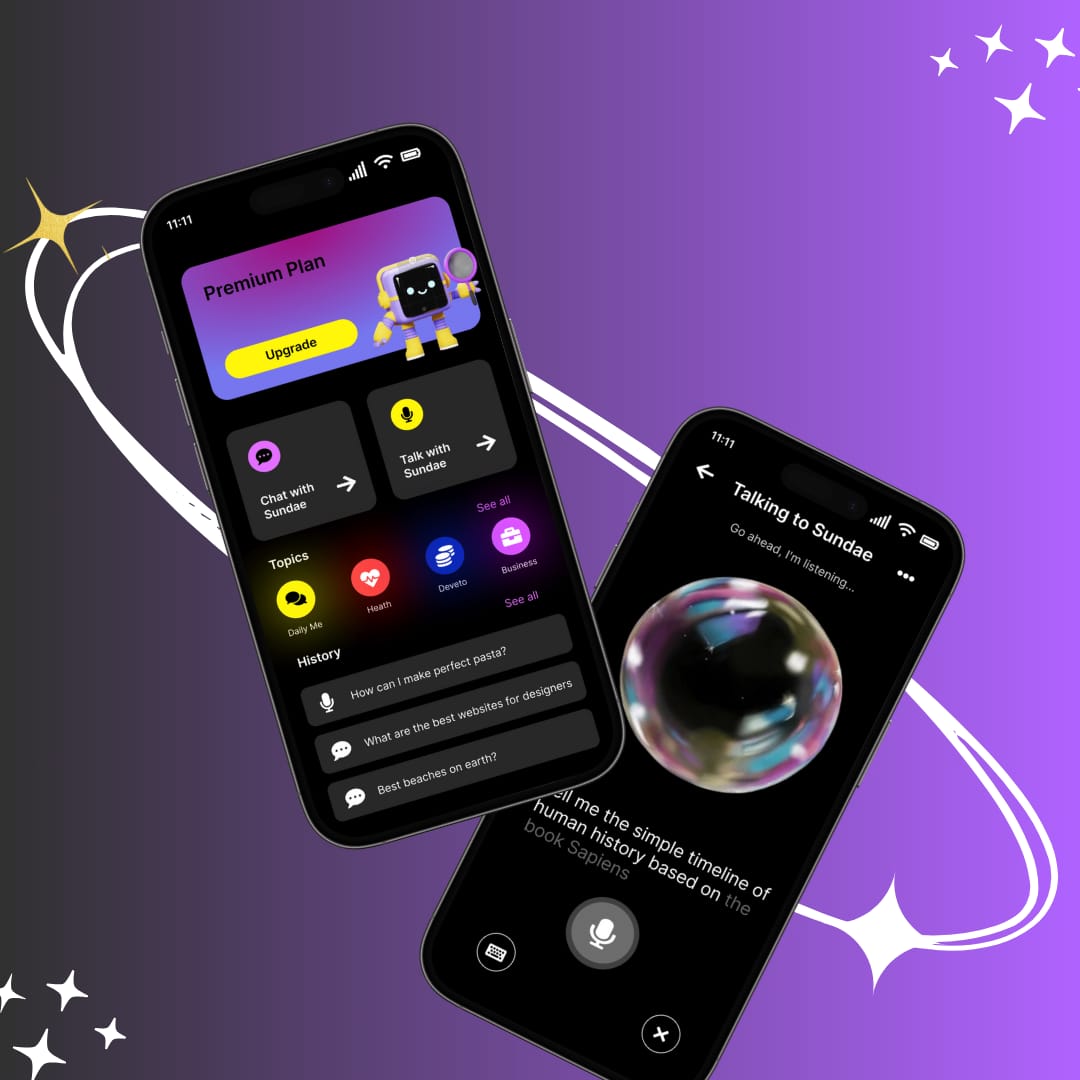 11:11
Premium Plan
Upgrade
Chat with
Sundae
Talk with
Sundae
See all
Topics
Daily Me
Heath
Deveto
Business
See all
History
How can I make perfect pasta?
What are the best websites for designers
Best beaches on earth?
11:11
Talking to Sundae
Go ahead, I'm listening...
ell me the simple timeline of
human history based on the
book Sapiens